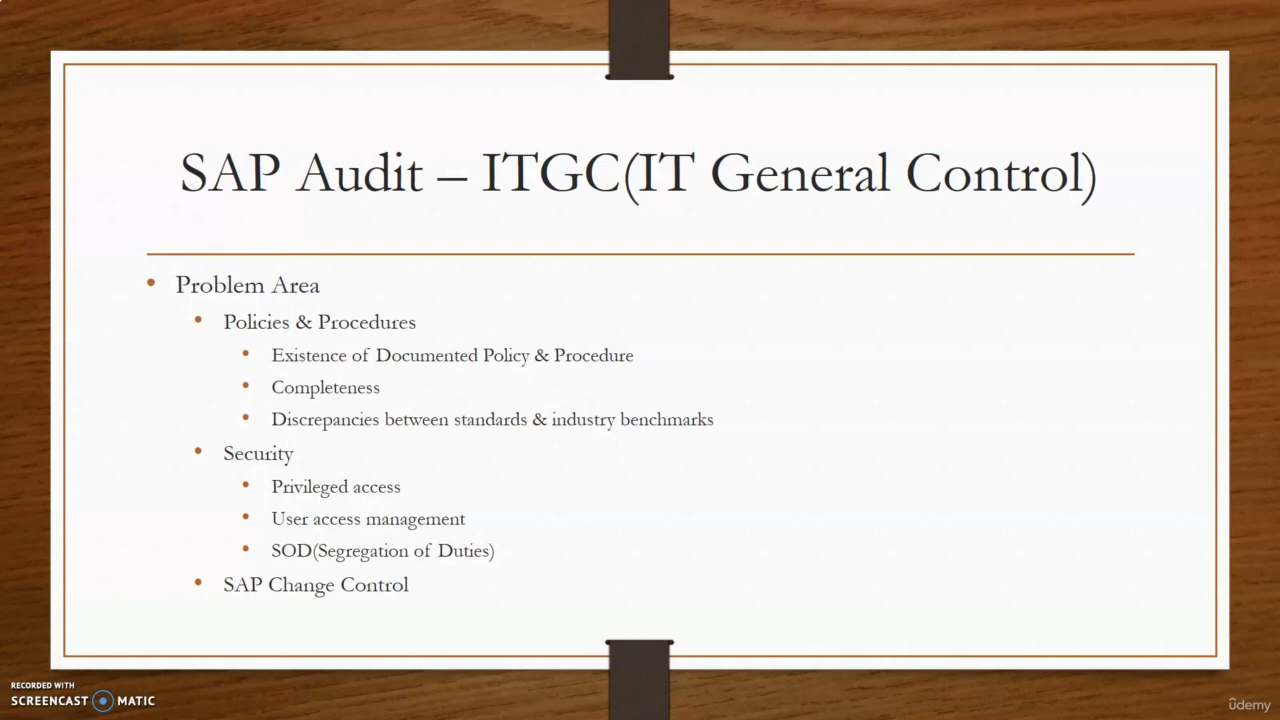 SAP Audit – ITGC(IT General Control)
• Problem Area
• Policies & Procedures
• Existence of Documented Policy & Procedure
• Completeness
• Discrepancies between standards & industry benchmarks
• Security
• Privileged access
• User access management
• SOD(Segregation of Duties)
• SAP Change Control
RECORDED WITH
SCREENCAST MATIC
ûdemy